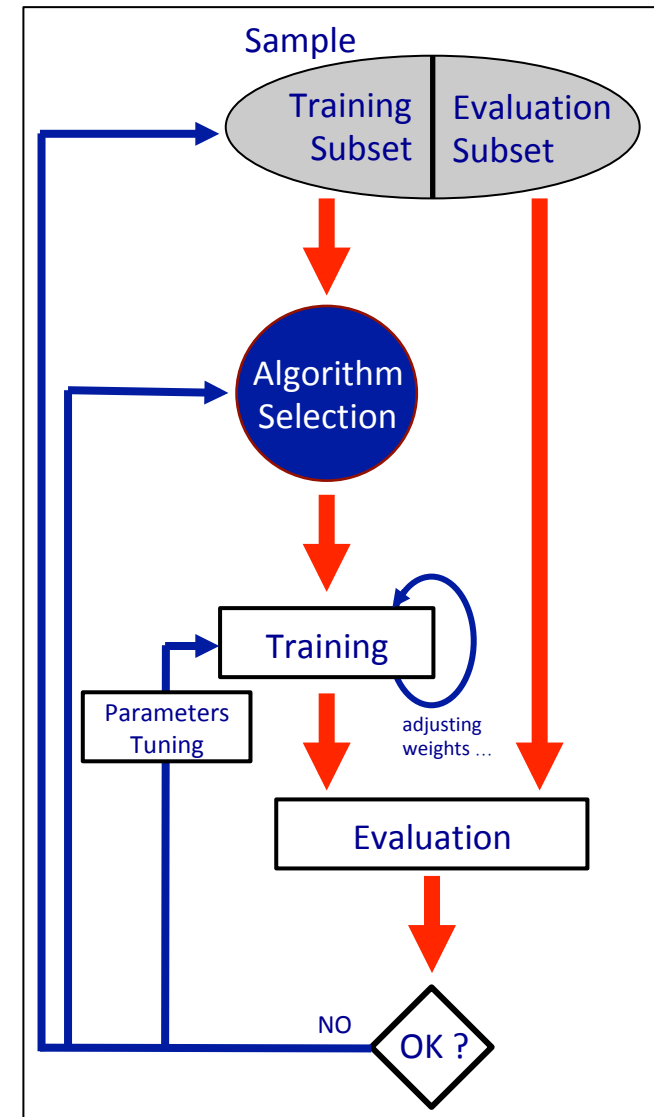 Sample
Training
Subset
Evaluation
Subset
Algorithm
Selection
Training
adjusting
weights ...
Parameters
Tuning
Evaluation
NO
OK ?